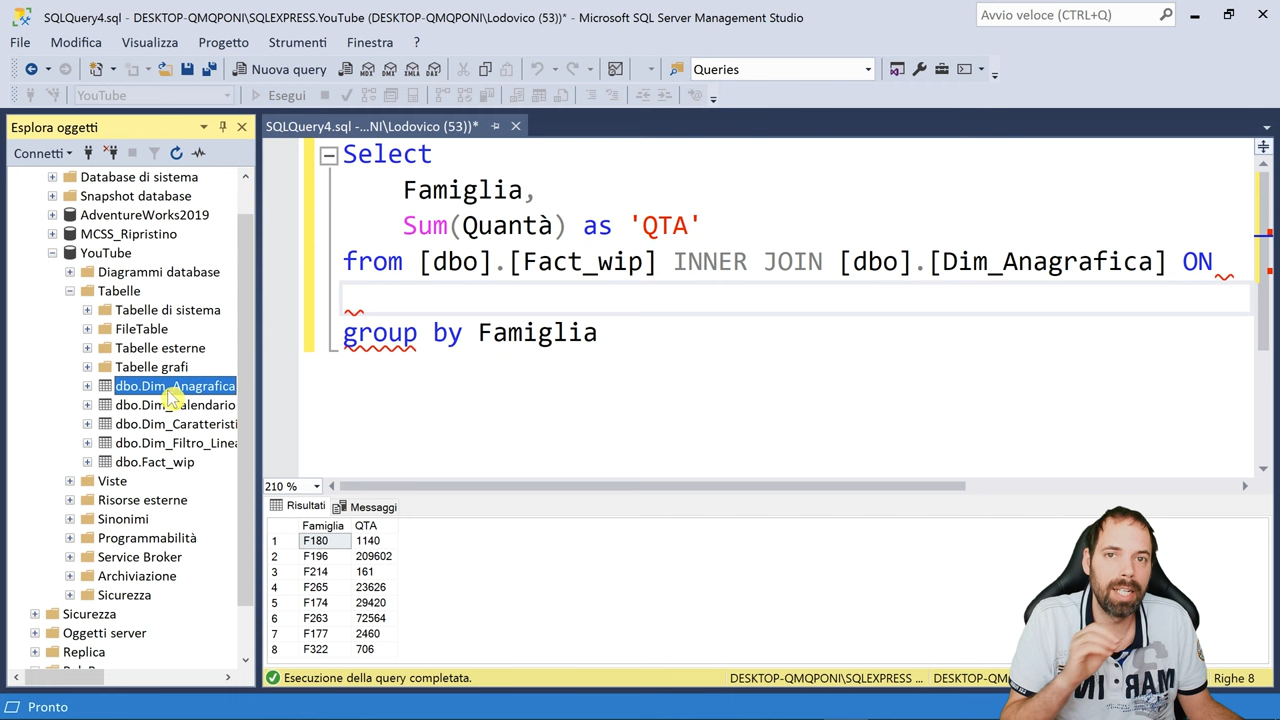 SQLQuery4.sql - DESKTOP-QMQPONI\SQLEXPRESS.YouTube (DESKTOP-QMQPONI\Lodovico (53))* - Microsoft SQL Server Management Studio
Avvio veloce (CTRL+Q)
File Modifica Visualizza Progetto Strumenti Finestra ?
Nuova query MDX DMX XMLA DAX Queries
YouTube Esegui
Esplora oggetti
SQLQuery4.sql -...NI\Lodovico (53))*
Connetti
Database di sistema
Snapshot database
AdventureWorks2019
MCSS_Ripristino
YouTube
Diagrammi database
Tabelle
Tabelle di sistema
FileTable
Tabelle esterne
Tabelle grafi
dbo.Dim_Anagrafica
dbo.Dim_Calendario
dbo.Dim_Caratteristi
dbo.Dim_Filtro_Linea
dbo.Fact_wip
Viste
Risorse esterne
Sinonimi
Programmabilità
Service Broker
Archiviazione
Sicurezza
Sicurezza
Oggetti server
Replica
Select
Famiglia,
Sum(Quantà) as 'QTA'
from [dbo].[Fact_wip] INNER JOIN [dbo].[Dim_Anagrafica] ON
group by Famiglia
210 %
Risultati Messaggi
Famiglia QTA
1 F180 1140
2 F196 209602
3 F214 161
4 F265 23626
5 F174 29420
6 F263 72564
7 F177 2460
8 F322 706
Esecuzione della query completata.
DESKTOP-QMQPONI\SQLEXPRESS ...
DESKTOP-QM
Righe 8
Pronto